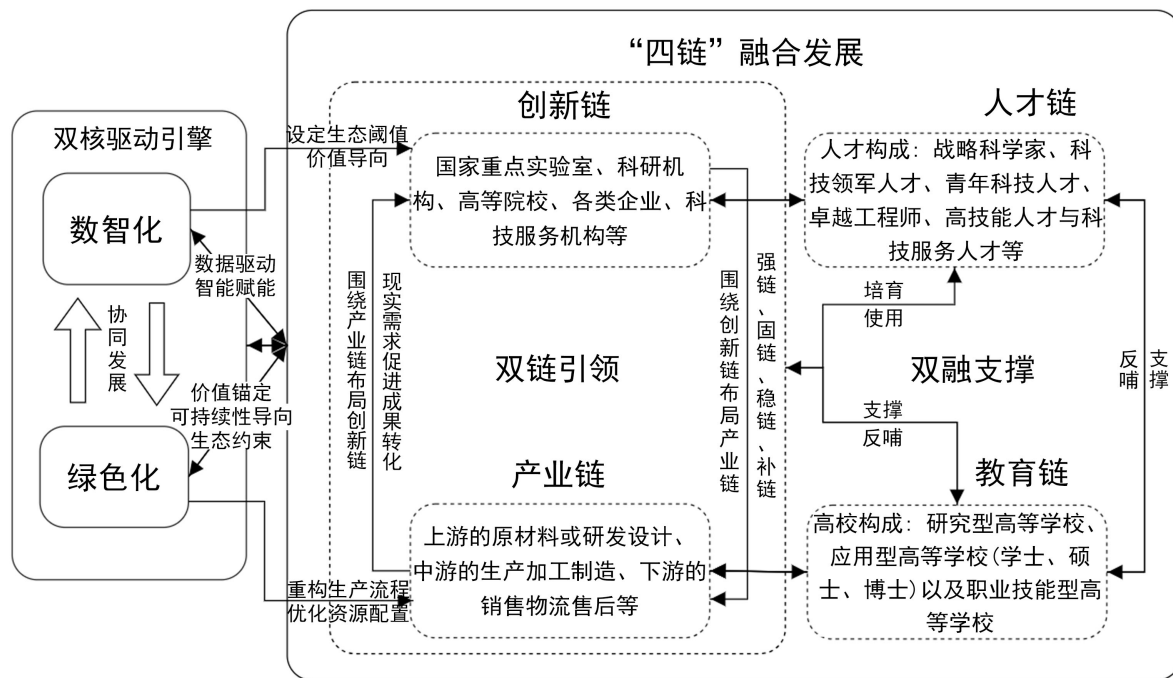 “四链”融合发展
双核驱动引擎
数智化
协同发展
绿色化
设定生态阈值
价值导向
数据驱动
智能赋能
价值锚定
可持续性导向
生态约束
重构生产流程
优化资源配置
创新链
国家重点实验室、科研机
构、高等院校、各类企业、科
技服务机构等
围绕产业链布局创新链
现实需求促进成果转化
双链引领
围绕创新链布局产业链
强链、固链、稳链、补链
产业链
上游的原材料或研发设计、
中游的生产加工制造、下游的
销售物流售后等
人才链
人才构成：战略科学家、科
技领军人才、青年科技人才、
卓越工程师、高技能人才与科
技服务人才等
培育
使用
双融支撑
支撑
反哺
反哺
支撑
教育链
高校构成：研究型高等学校、
应用型高等学校(学士、硕
士、博士)以及职业技能型高
等学校